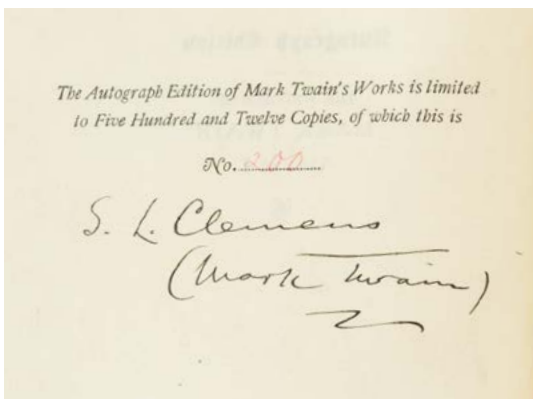 The Autograph Edition of Mark Twain's Works is limited
to Five Hundred and Twelve Copies, of which this is
No. 200
S. L. Clemens
(Mark Twain)